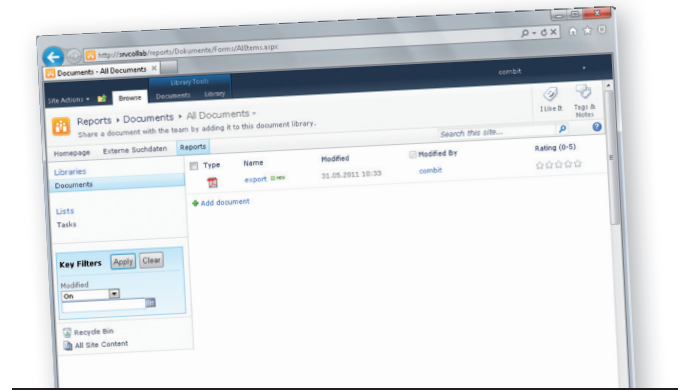 http://srvcollab/reports/Dokumente/Forms/AllItems.aspx
Documents - All Documents
Library Tools
combit
Site Actions
Browse
Documents
Library
Reports ▸ Documents ▸ All Documents
Share a document with the team by adding it to this document library.
I Like It
Tags & Notes
Homepage
Externe Suchdaten
Reports
Search this site...
Libraries
Documents
Lists
Tasks
Type
Name
Modified
Modified By
Rating (0-5)
export
NEW
31.05.2011 10:33
combit
Add document
Key Filters
Apply
Clear
Modified
On
Recycle Bin
All Site Content